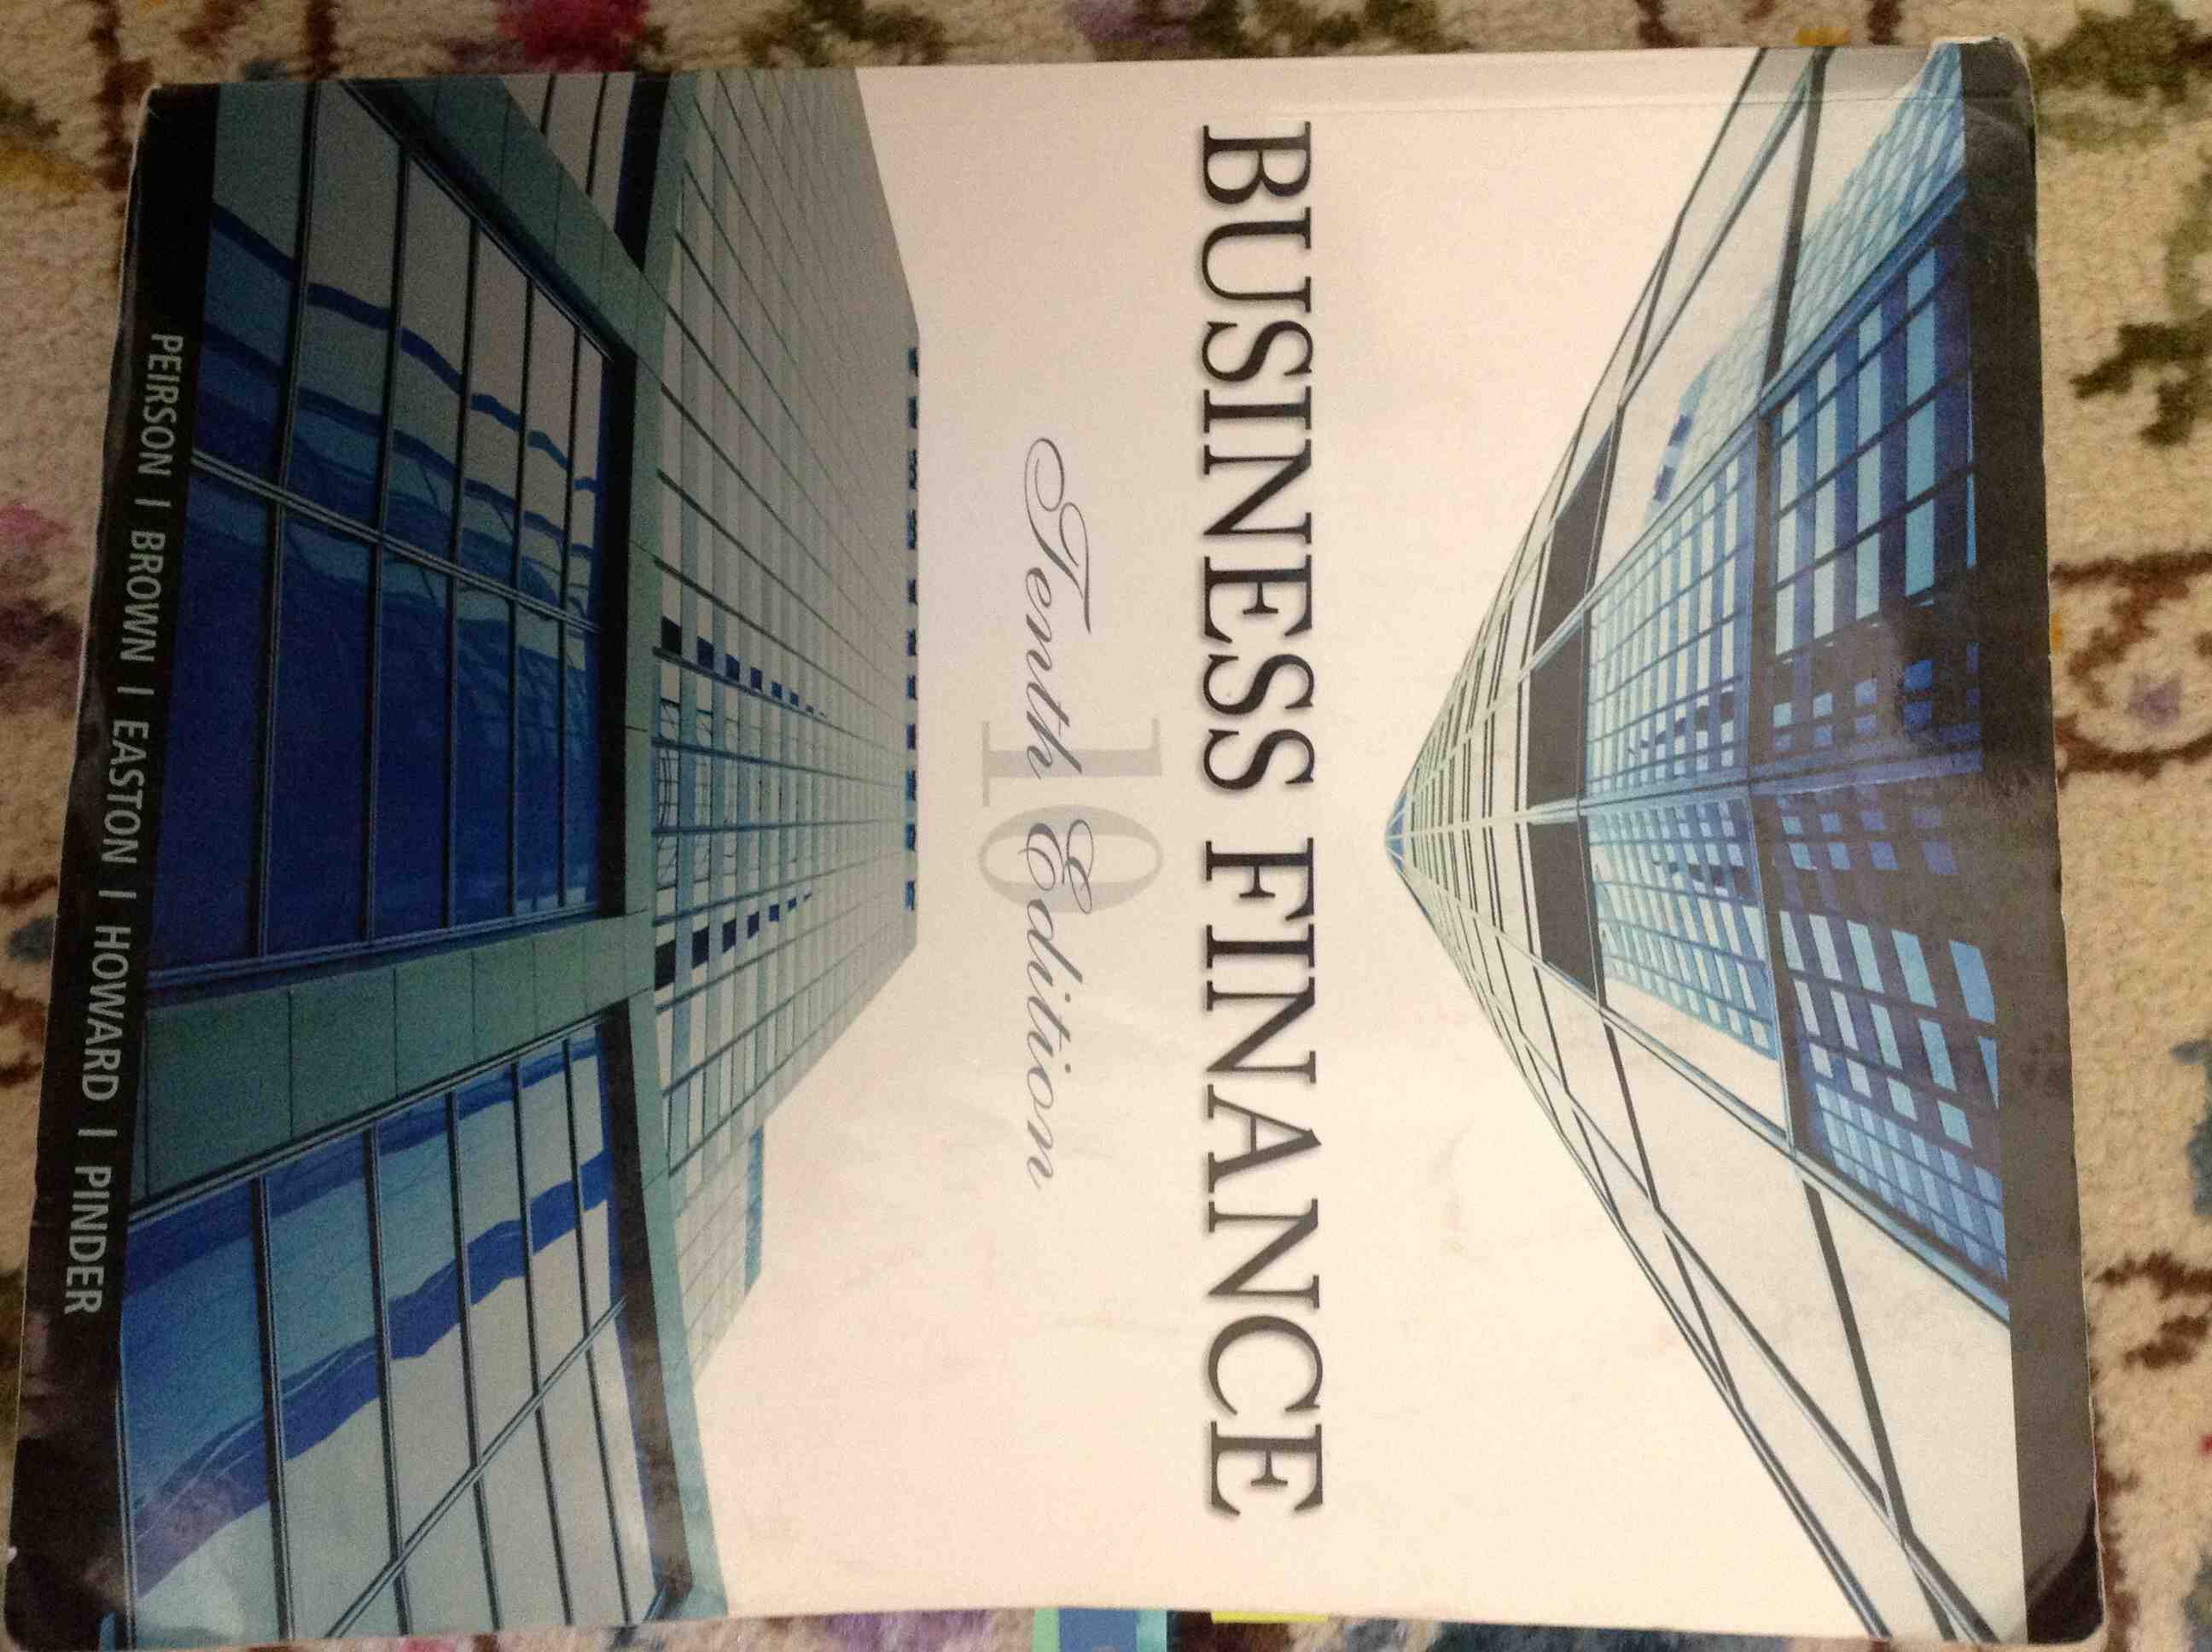 BUSINESS FINANCE
10
Tenth Edition
PEIRSON | BROWN | EASTON | HOWARD | PINDER